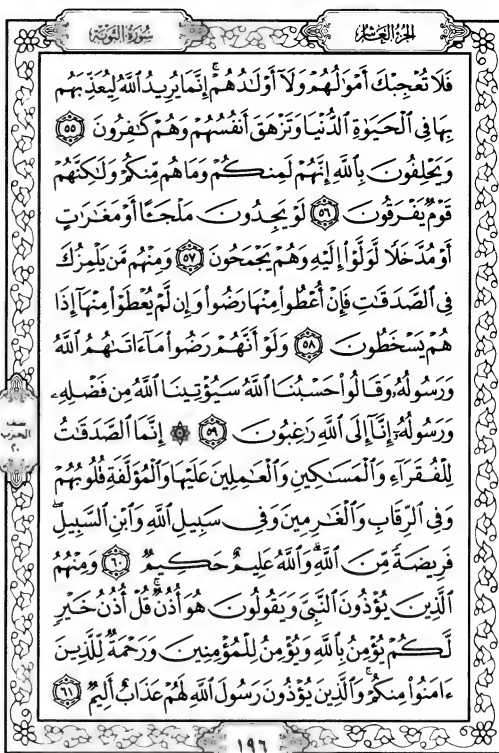 الجزء العاشر
سورة التوبة
فَلَا تُعْجِبْكَ أَمْوَٰلُهُمْ وَلَآ أَوْلَٰدُهُمْ ۚ إِنَّمَا يُرِيدُ ٱللَّهُ لِيُعَذِّبَهُم
بِهَا فِى ٱلْحَيَوٰةِ ٱلدُّنْيَا وَتَزْهَقَ أَنفُسُهُمْ وَهُمْ كَٰفِرُونَ ٥٥
وَيَحْلِفُونَ بِٱللَّهِ إِنَّهُمْ لَمِنكُمْ وَمَا هُم مِّنكُمْ وَلَٰكِنَّهُمْ
قَوْمٌ يَفْرَقُونَ ٥٦ لَوْ يَجِدُونَ مَلْجَـًٔا أَوْ مَغَٰرَٰتٍ
أَوْ مُدَّخَلًا لَّوَلَّوْا۟ إِلَيْهِ وَهُمْ يَجْمَحُونَ ٥٧ وَمِنْهُم مَّن يَلْمِزُكَ
فِى ٱلصَّدَقَٰتِ فَإِنْ أُعْطُوا۟ مِنْهَا رَضُوا۟ وَإِن لَّمْ يُعْطَوْا۟ مِنْهَآ إِذَا
هُمْ يَسْخَطُونَ ٥٨ وَلَوْ أَنَّهُمْ رَضُوا۟ مَآ ءَاتَىٰهُمُ ٱللَّهُ
وَرَسُولُهُۥ وَقَالُوا۟ حَسْبُنَا ٱللَّهُ سَيُؤْتِينَا ٱللَّهُ مِن فَضْلِهِۦ
وَرَسُولُهُۥٓ إِنَّآ إِلَى ٱللَّهِ رَٰغِبُونَ ٥٩ ۞ إِنَّمَا ٱلصَّدَقَٰتُ
لِلْفُقَرَآءِ وَٱلْمَسَٰكِينِ وَٱلْعَٰمِلِينَ عَلَيْهَا وَٱلْمُؤَلَّفَةِ قُلُوبُهُمْ
وَفِى ٱلرِّقَابِ وَٱلْغَٰرِمِينَ وَفِى سَبِيلِ ٱللَّهِ وَٱبْنِ ٱلسَّبِيلِ ۖ
فَرِيضَةً مِّنَ ٱللَّهِ ۗ وَٱللَّهُ عَلِيمٌ حَكِيمٌ ٦٠ وَمِنْهُمُ
ٱلَّذِينَ يُؤْذُونَ ٱلنَّبِىَّ وَيَقُولُونَ هُوَ أُذُنٌ ۚ قُلْ أُذُنُ خَيْرٍ
لَّكُمْ يُؤْمِنُ بِٱللَّهِ وَيُؤْمِنُ لِلْمُؤْمِنِينَ وَرَحْمَةٌ لِّلَّذِينَ
ءَامَنُوا۟ مِنكُمْ ۚ وَٱلَّذِينَ يُؤْذُونَ رَسُولَ ٱللَّهِ لَهُمْ عَذَابٌ أَلِيمٌ ٦١
نصف
الحزب
٢٠
١٩٦